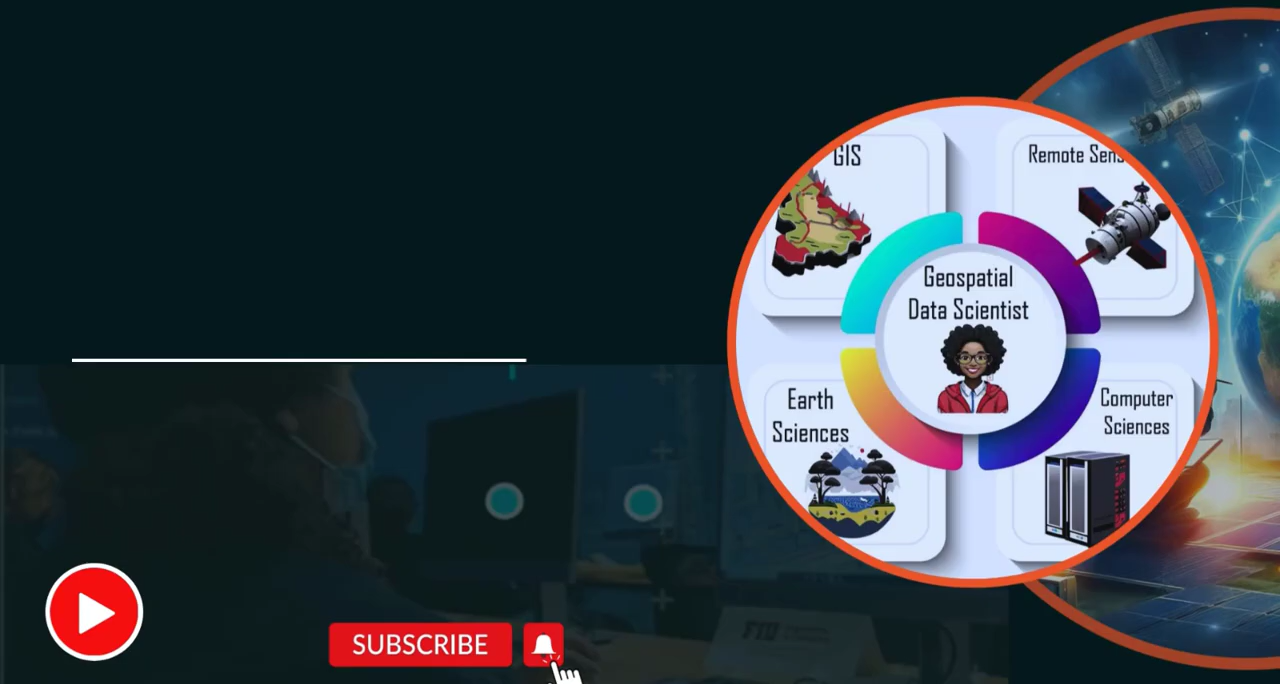 GIS
Remote Sens
Geospatial
Data Scientist
Earth
Sciences
Computer
Sciences
SUBSCRIBE